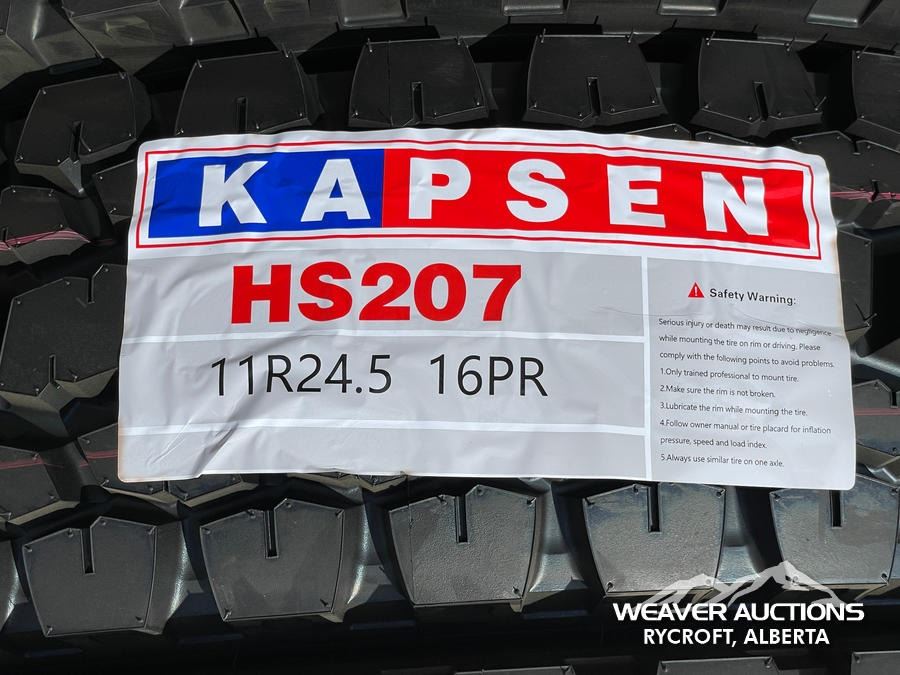 KAPSEN
HS207
11R24.5 16PR
Safety Warning:
Serious injury or death may result due to negligence
while mounting the tire on rim or driving. Please
comply with the following points to avoid problems.
1.Only trained professional to mount tire.
2.Make sure the rim is not broken.
3.Lubricate the rim while mounting the tire.
4.Follow owner manual or tire placard for inflation
pressure, speed and load index.
5.Always use similar tire on one axle.
WEAVER AUCTIONS
RYCROFT, ALBERTA